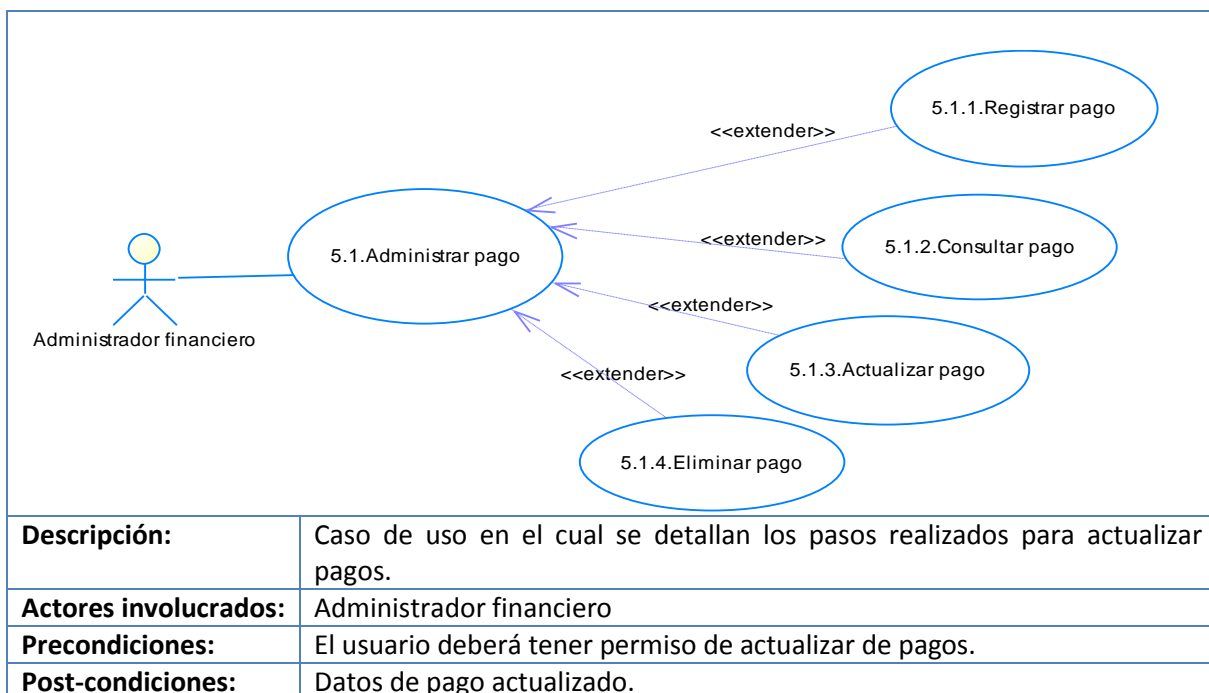 5.1.1.Registrar pago
<<extender>>
5.1.2.Consultar pago
<<extender>>
5.1.Administrar pago
<<extender>>
Administrador financiero
5.1.3.Actualizar pago
<<extender>>
5.1.4.Eliminar pago
Descripción: Caso de uso en el cual se detallan los pasos realizados para actualizar
pagos.
Actores involucrados: Administrador financiero
Precondiciones: El usuario deberá tener permiso de actualizar de pagos.
Post-condiciones: Datos de pago actualizado.